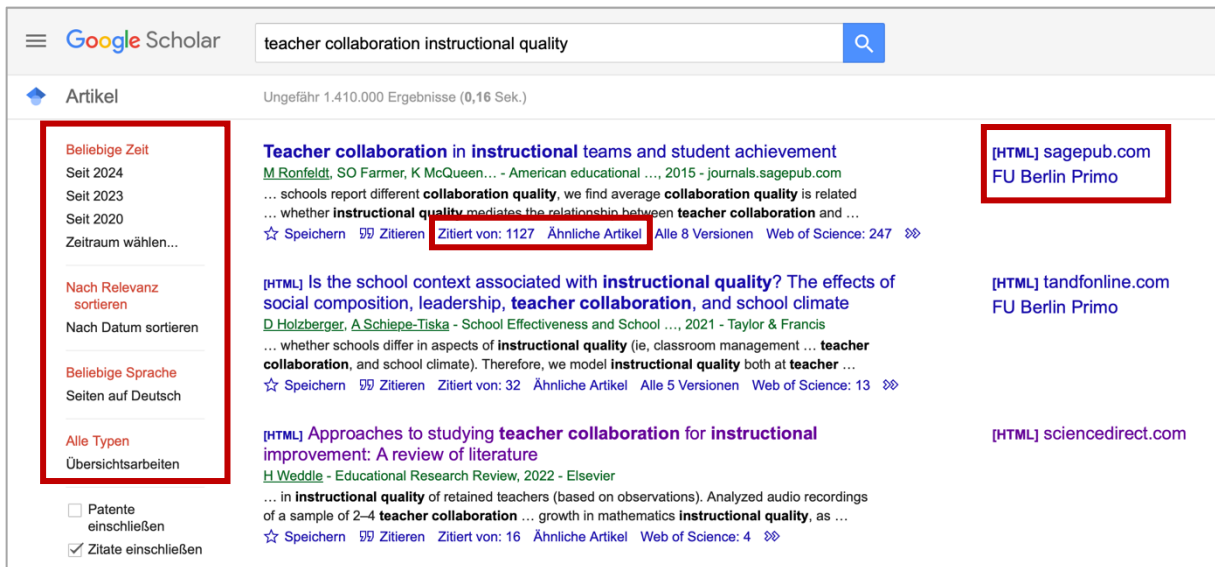 Google Scholar
teacher collaboration instructional quality
Artikel
Ungefähr 1.410.000 Ergebnisse (0,16 Sek.)
Beliebige Zeit
Seit 2024
Seit 2023
Seit 2020
Zeitraum wählen...
Nach Relevanz
sortieren
Nach Datum sortieren
Beliebige Sprache
Seiten auf Deutsch
Alle Typen
Übersichtsarbeiten
Patente
einschließen
Zitate einschließen
Teacher collaboration in instructional teams and student achievement
M Ronfeldt, SO Farmer, K McQueen... - American educational …, 2015 - journals.sagepub.com
… schools report different collaboration quality, we find average collaboration quality is related
… whether instructional quality mediates the relationship between teacher collaboration and …
Speichern Zitieren Zitiert von: 1127 Ähnliche Artikel Alle 8 Versionen Web of Science: 247
[HTML] sagepub.com
FU Berlin Primo
[HTML] Is the school context associated with instructional quality? The effects of
social composition, leadership, teacher collaboration, and school climate
D Holzberger, A Schiepe-Tiska - School Effectiveness and School …, 2021 - Taylor & Francis
… whether schools differ in aspects of instructional quality (ie, classroom management … teacher
collaboration, and school climate). Therefore, we model instructional quality both at teacher …
Speichern Zitieren Zitiert von: 32 Ähnliche Artikel Alle 5 Versionen Web of Science: 13
[HTML] tandfonline.com
FU Berlin Primo
[HTML] Approaches to studying teacher collaboration for instructional
improvement: A review of literature
H Weddle - Educational Research Review, 2022 - Elsevier
… in instructional quality of retained teachers (based on observations). Analyzed audio recordings
of a sample of 2–4 teacher collaboration … growth in mathematics instructional quality, as …
Speichern Zitieren Zitiert von: 16 Ähnliche Artikel Web of Science: 4
[HTML] sciencedirect.com